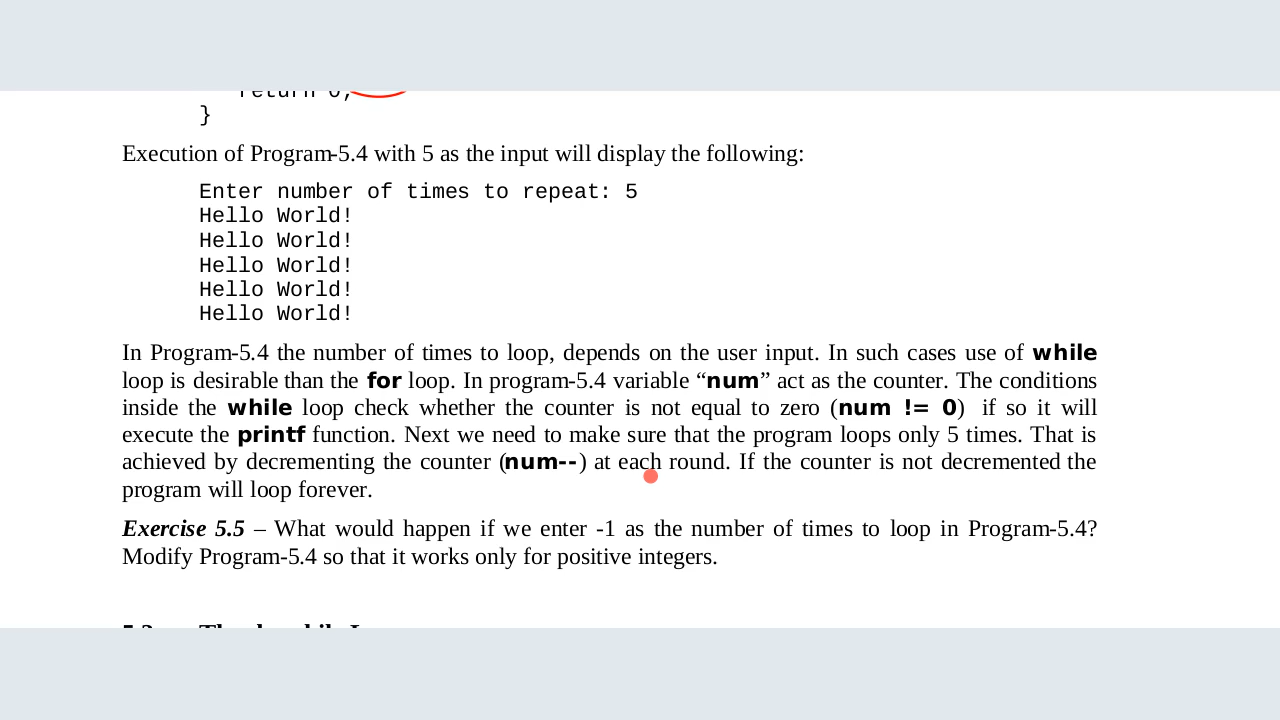 return 0;
}
Execution of Program-5.4 with 5 as the input will display the following:
Enter number of times to repeat: 5
Hello World!
Hello World!
Hello World!
Hello World!
Hello World!
In Program-5.4 the number of times to loop, depends on the user input. In such cases use of while
loop is desirable than the for loop. In program-5.4 variable “num” act as the counter. The conditions
inside the while loop check whether the counter is not equal to zero (num != 0) if so it will
execute the printf function. Next we need to make sure that the program loops only 5 times. That is
achieved by decrementing the counter (num--) at each round. If the counter is not decremented the
program will loop forever.
Exercise 5.5 – What would happen if we enter -1 as the number of times to loop in Program-5.4?
Modify Program-5.4 so that it works only for positive integers.